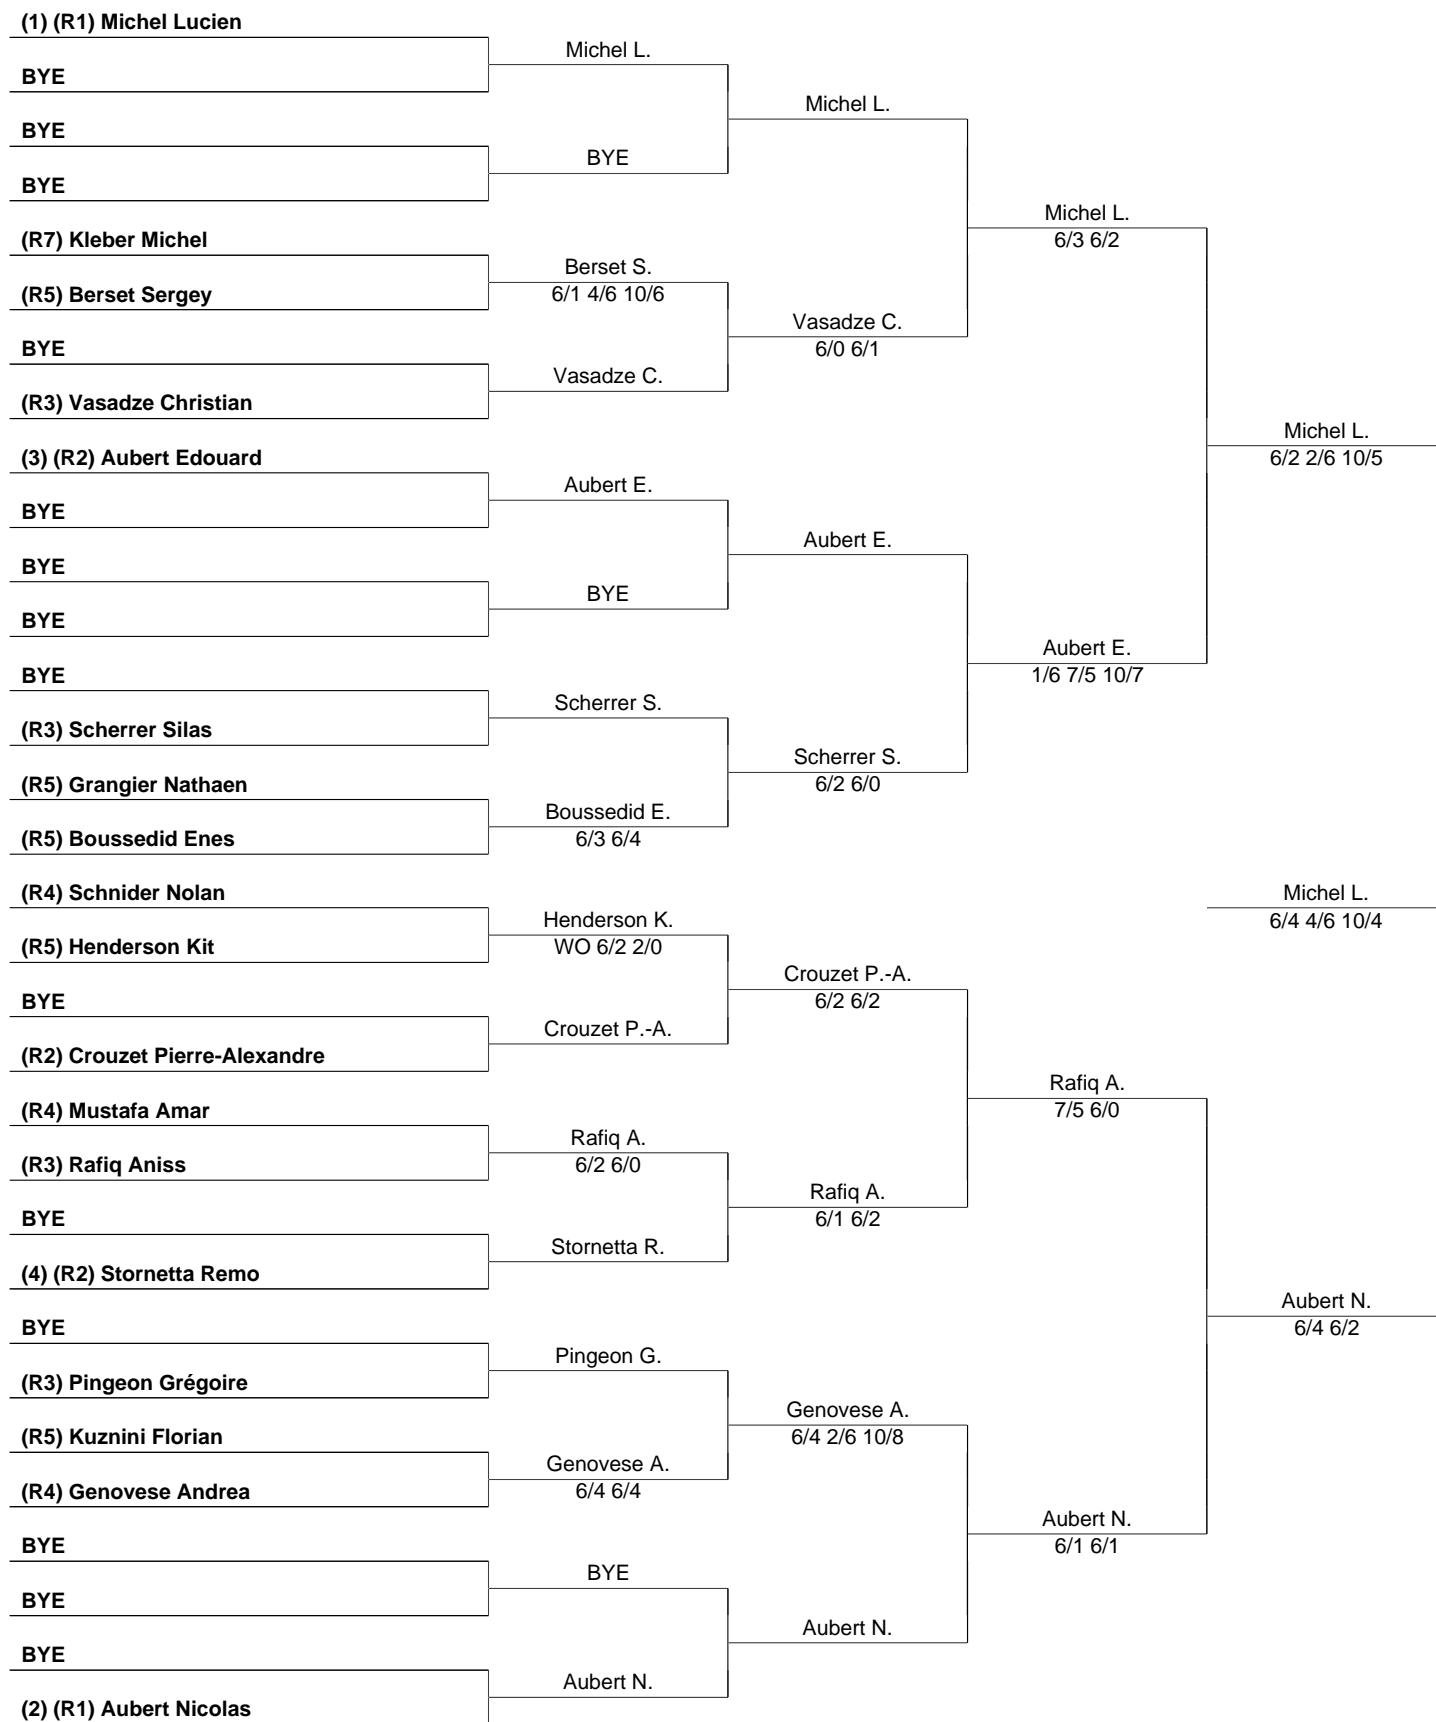 (1) (R1) Michel Lucien
BYE
BYE
BYE
(R7) Kleber Michel
(R5) Berset Sergey
BYE
(R3) Vasadze Christian
(3) (R2) Aubert Edouard
BYE
BYE
BYE
BYE
(R3) Scherrer Silas
(R5) Grangier Nathaen
(R5) Boussedid Enes
(R4) Schnider Nolan
(R5) Henderson Kit
BYE
(R2) Crouzet Pierre-Alexandre
(R4) Mustafa Amar
(R3) Rafiq Aniss
BYE
(4) (R2) Stornetta Remo
BYE
(R3) Pingeon Grégoire
(R5) Kuznini Florian
(R4) Genovese Andrea
BYE
BYE
BYE
(2) (R1) Aubert Nicolas
Michel L.
BYE
Berset S.
6/1 4/6 10/6
Vasadze C.
Aubert E.
BYE
Scherrer S.
Boussedid E.
6/3 6/4
Henderson K.
WO 6/2 2/0
Crouzet P.-A.
Rafiq A.
6/2 6/0
Stornetta R.
Pingeon G.
Genovese A.
6/4 6/4
BYE
Aubert N.
Michel L.
Vasadze C.
6/0 6/1
Aubert E.
Scherrer S.
6/2 6/0
Crouzet P.-A.
6/2 6/2
Rafiq A.
6/1 6/2
Genovese A.
6/4 2/6 10/8
Aubert N.
Michel L.
6/3 6/2
Aubert E.
1/6 7/5 10/7
Rafiq A.
7/5 6/0
Aubert N.
6/1 6/1
Michel L.
6/2 2/6 10/5
Michel L.
6/4 4/6 10/4
Aubert N.
6/4 6/2